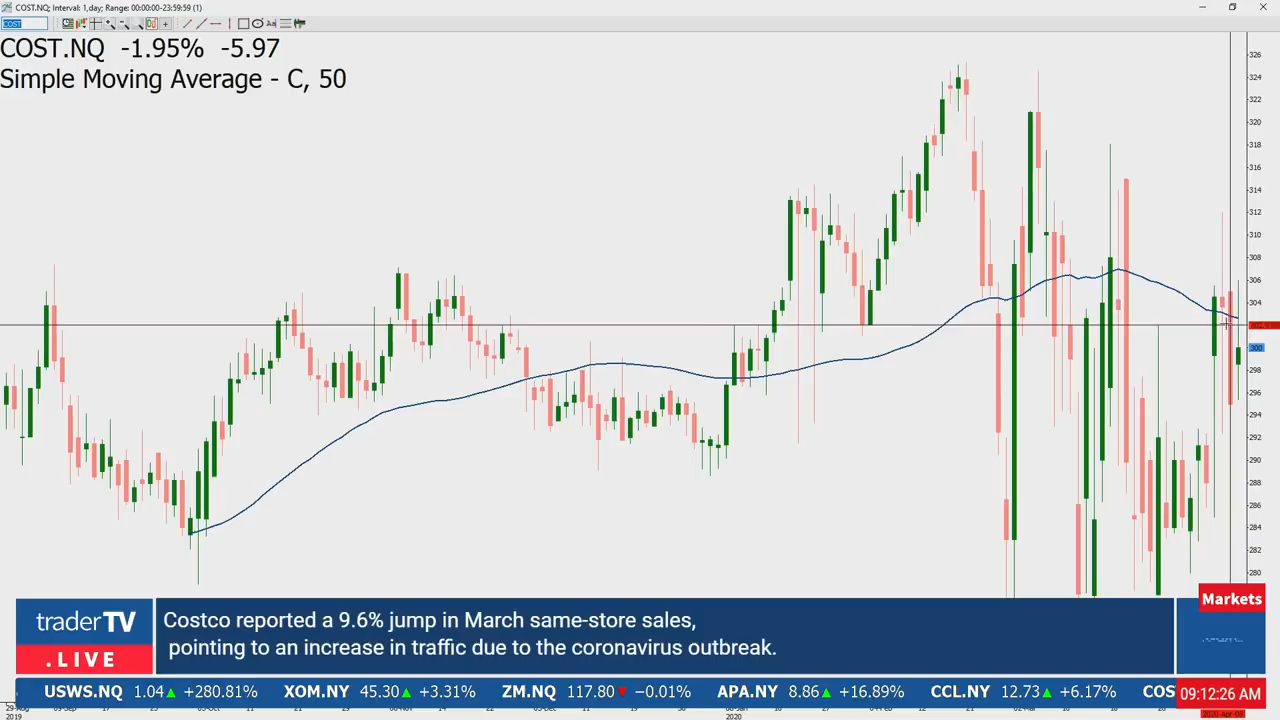 COST.NQ; Interval: 1,day; Range: 00:00:00-23:59:59 (1)
COST
COST.NQ -1.95% -5.97
Simple Moving Average - C, 50
326
324
322
320
318
316
314
312
310
308
306
304
300
298
296
294
292
290
288
286
284
282
280
Markets
traderTV
.LIVE
Costco reported a 9.6% jump in March same-store sales,
pointing to an increase in traffic due to the coronavirus outbreak.
USWS.NQ 1.04▲ +280.81% XOM.NY 45.30▲ +3.31% ZM.NQ 117.80▼ −0.01% APA.NY 8.86▲ +16.89% CCL.NY 12.73▲ +6.17% COS
09:12:26 AM
2019
2020
2020-Apr-08